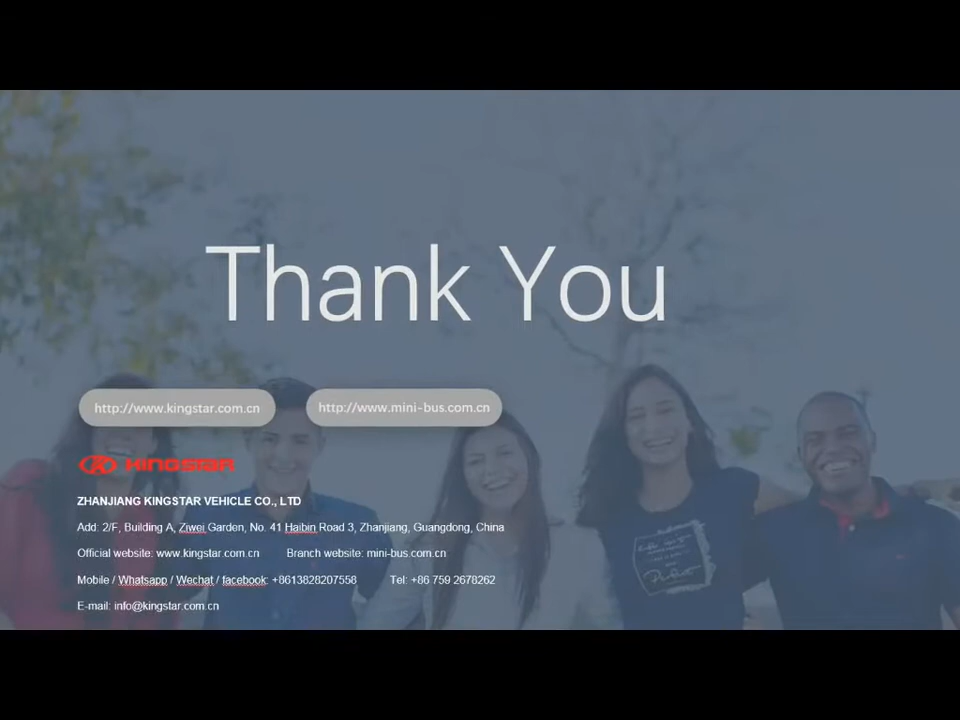 Thank You
http://www.kingstar.com.cn http://www.mini-bus.com.cn
KINGSTAR
ZHANJIANG KINGSTAR VEHICLE CO., LTD
Add: 2/F, Building A, Ziwei Garden, No. 41 Haibin Road 3, Zhanjiang, Guangdong, China
Official website: www.kingstar.com.cn Branch website: mini-bus.com.cn
Mobile / Whatsapp / Wechat / facebook: +8613828207558 Tel: +86 759 2678262
E-mail: info@kingstar.com.cn